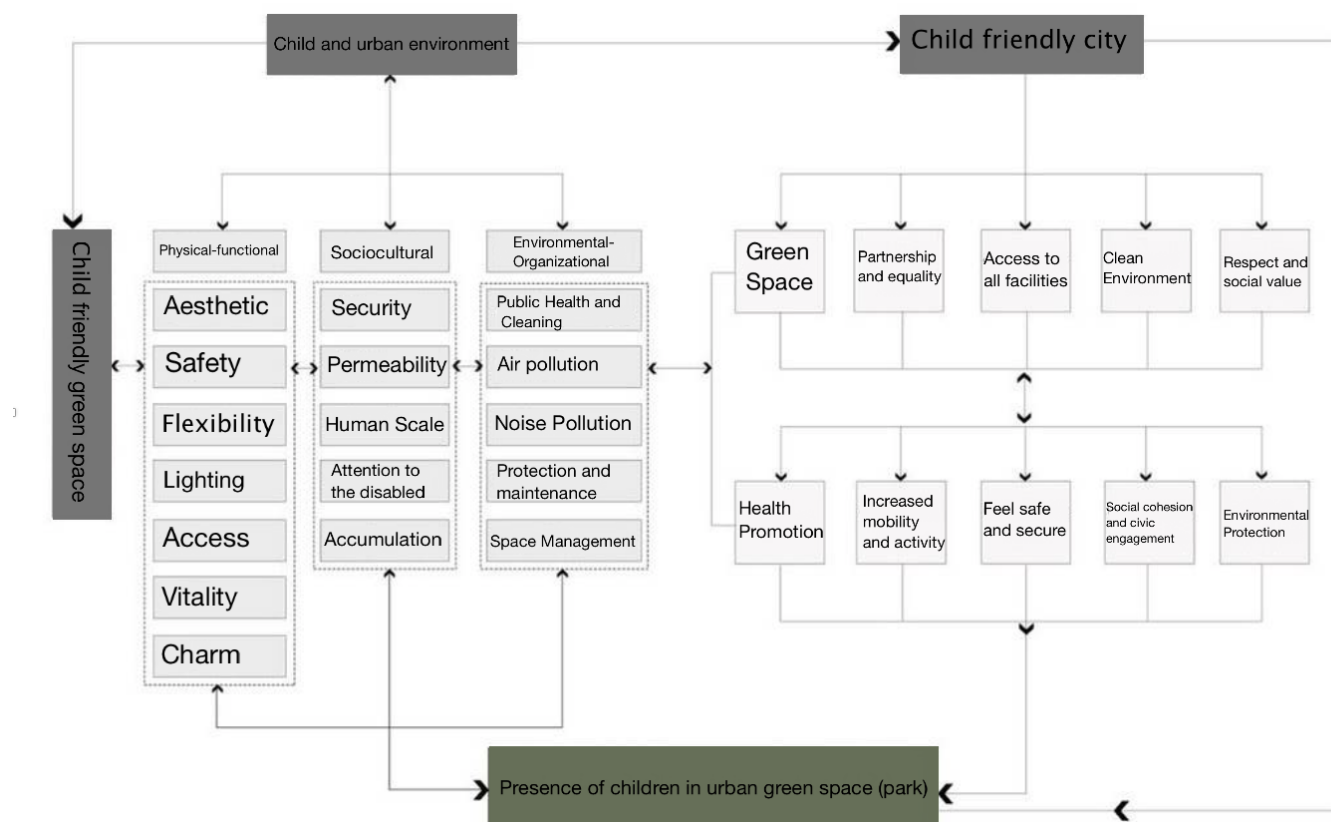 Child and urban environment
Child friendly city
Child friendly green space
Physical-functional
Aesthetic
Safety
Flexibility
Lighting
Access
Vitality
Charm
Sociocultural
Security
Permeability
Human Scale
Attention to
the disabled
Accumulation
Environmental-
Organizational
Public Health and
Cleaning
Air pollution
Noise Pollution
Protection and
maintenance
Space Management
Green
Space
Partnership
and equality
Access to
all facilities
Clean
Environment
Respect and
social value
Health
Promotion
Increased
mobility
and activity
Feel safe
and secure
Social cohesion
and civic
engagement
Environmental
Protection
Presence of children in urban green space (park)